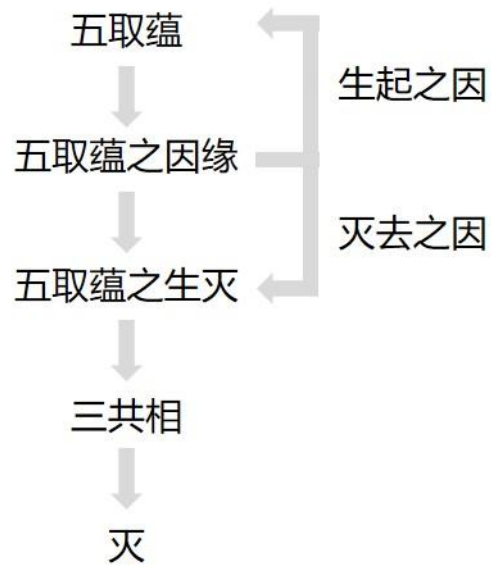 五取蕴
生起之因
五取蕴之因缘
灭去之因
五取蕴之生灭
三共相
灭